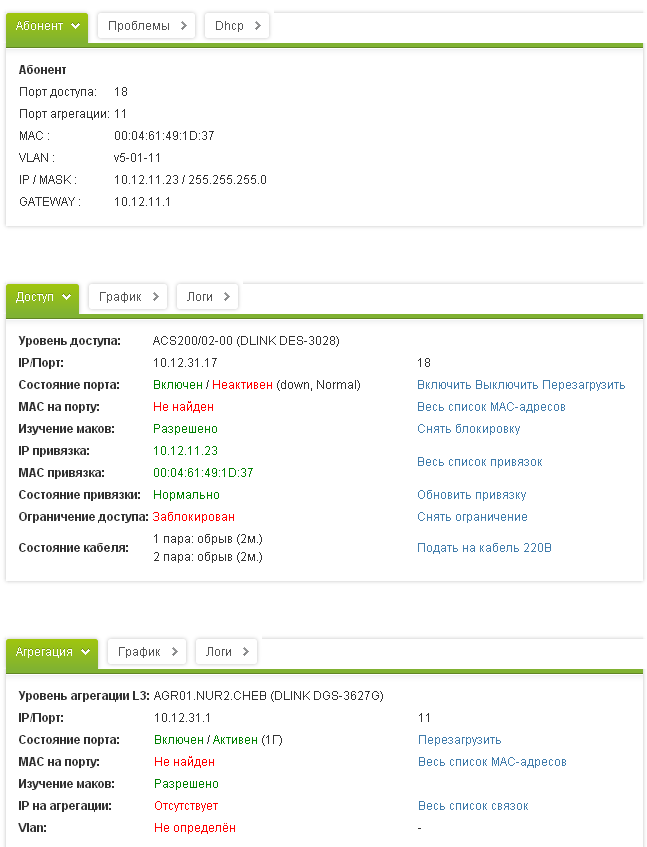 Абонент Проблемы Dhcp
Абонент
Порт доступа: 18
Порт агрегации: 11
MAC : 00:04:61:49:1D:37
VLAN : v5-01-11
IP / MASK : 10.12.11.23 / 255.255.255.0
GATEWAY : 10.12.11.1
Доступ График Логи
Уровень доступа: ACS200/02-00 (DLINK DES-3028)
IP/Порт: 10.12.31.17 18
Состояние порта: Включен / Неактивен (down, Normal) Включить Выключить Перезагрузить
MAC на порту: Не найден Весь список MAC-адресов
Изучение маков: Разрешено Снять блокировку
IP привязка: 10.12.11.23
Весь список привязок
MAC привязка: 00:04:61:49:1D:37
Состояние привязки: Нормально Обновить привязку
Ограничение доступа: Заблокирован Снять ограничение
Состояние кабеля: 1 пара: обрыв (2м.)
2 пара: обрыв (2м.)
Подать на кабель 220В
Агрегация График Логи
Уровень агрегации L3: AGR01.NUR2.CHEB (DLINK DGS-3627G)
IP/Порт: 10.12.31.1 11
Состояние порта: Включен / Активен (1Г) Перезагрузить
MAC на порту: Не найден Весь список MAC-адресов
Изучение маков: Разрешено
IP на агрегации: Отсутствует Весь список связок
Vlan: Не определён -